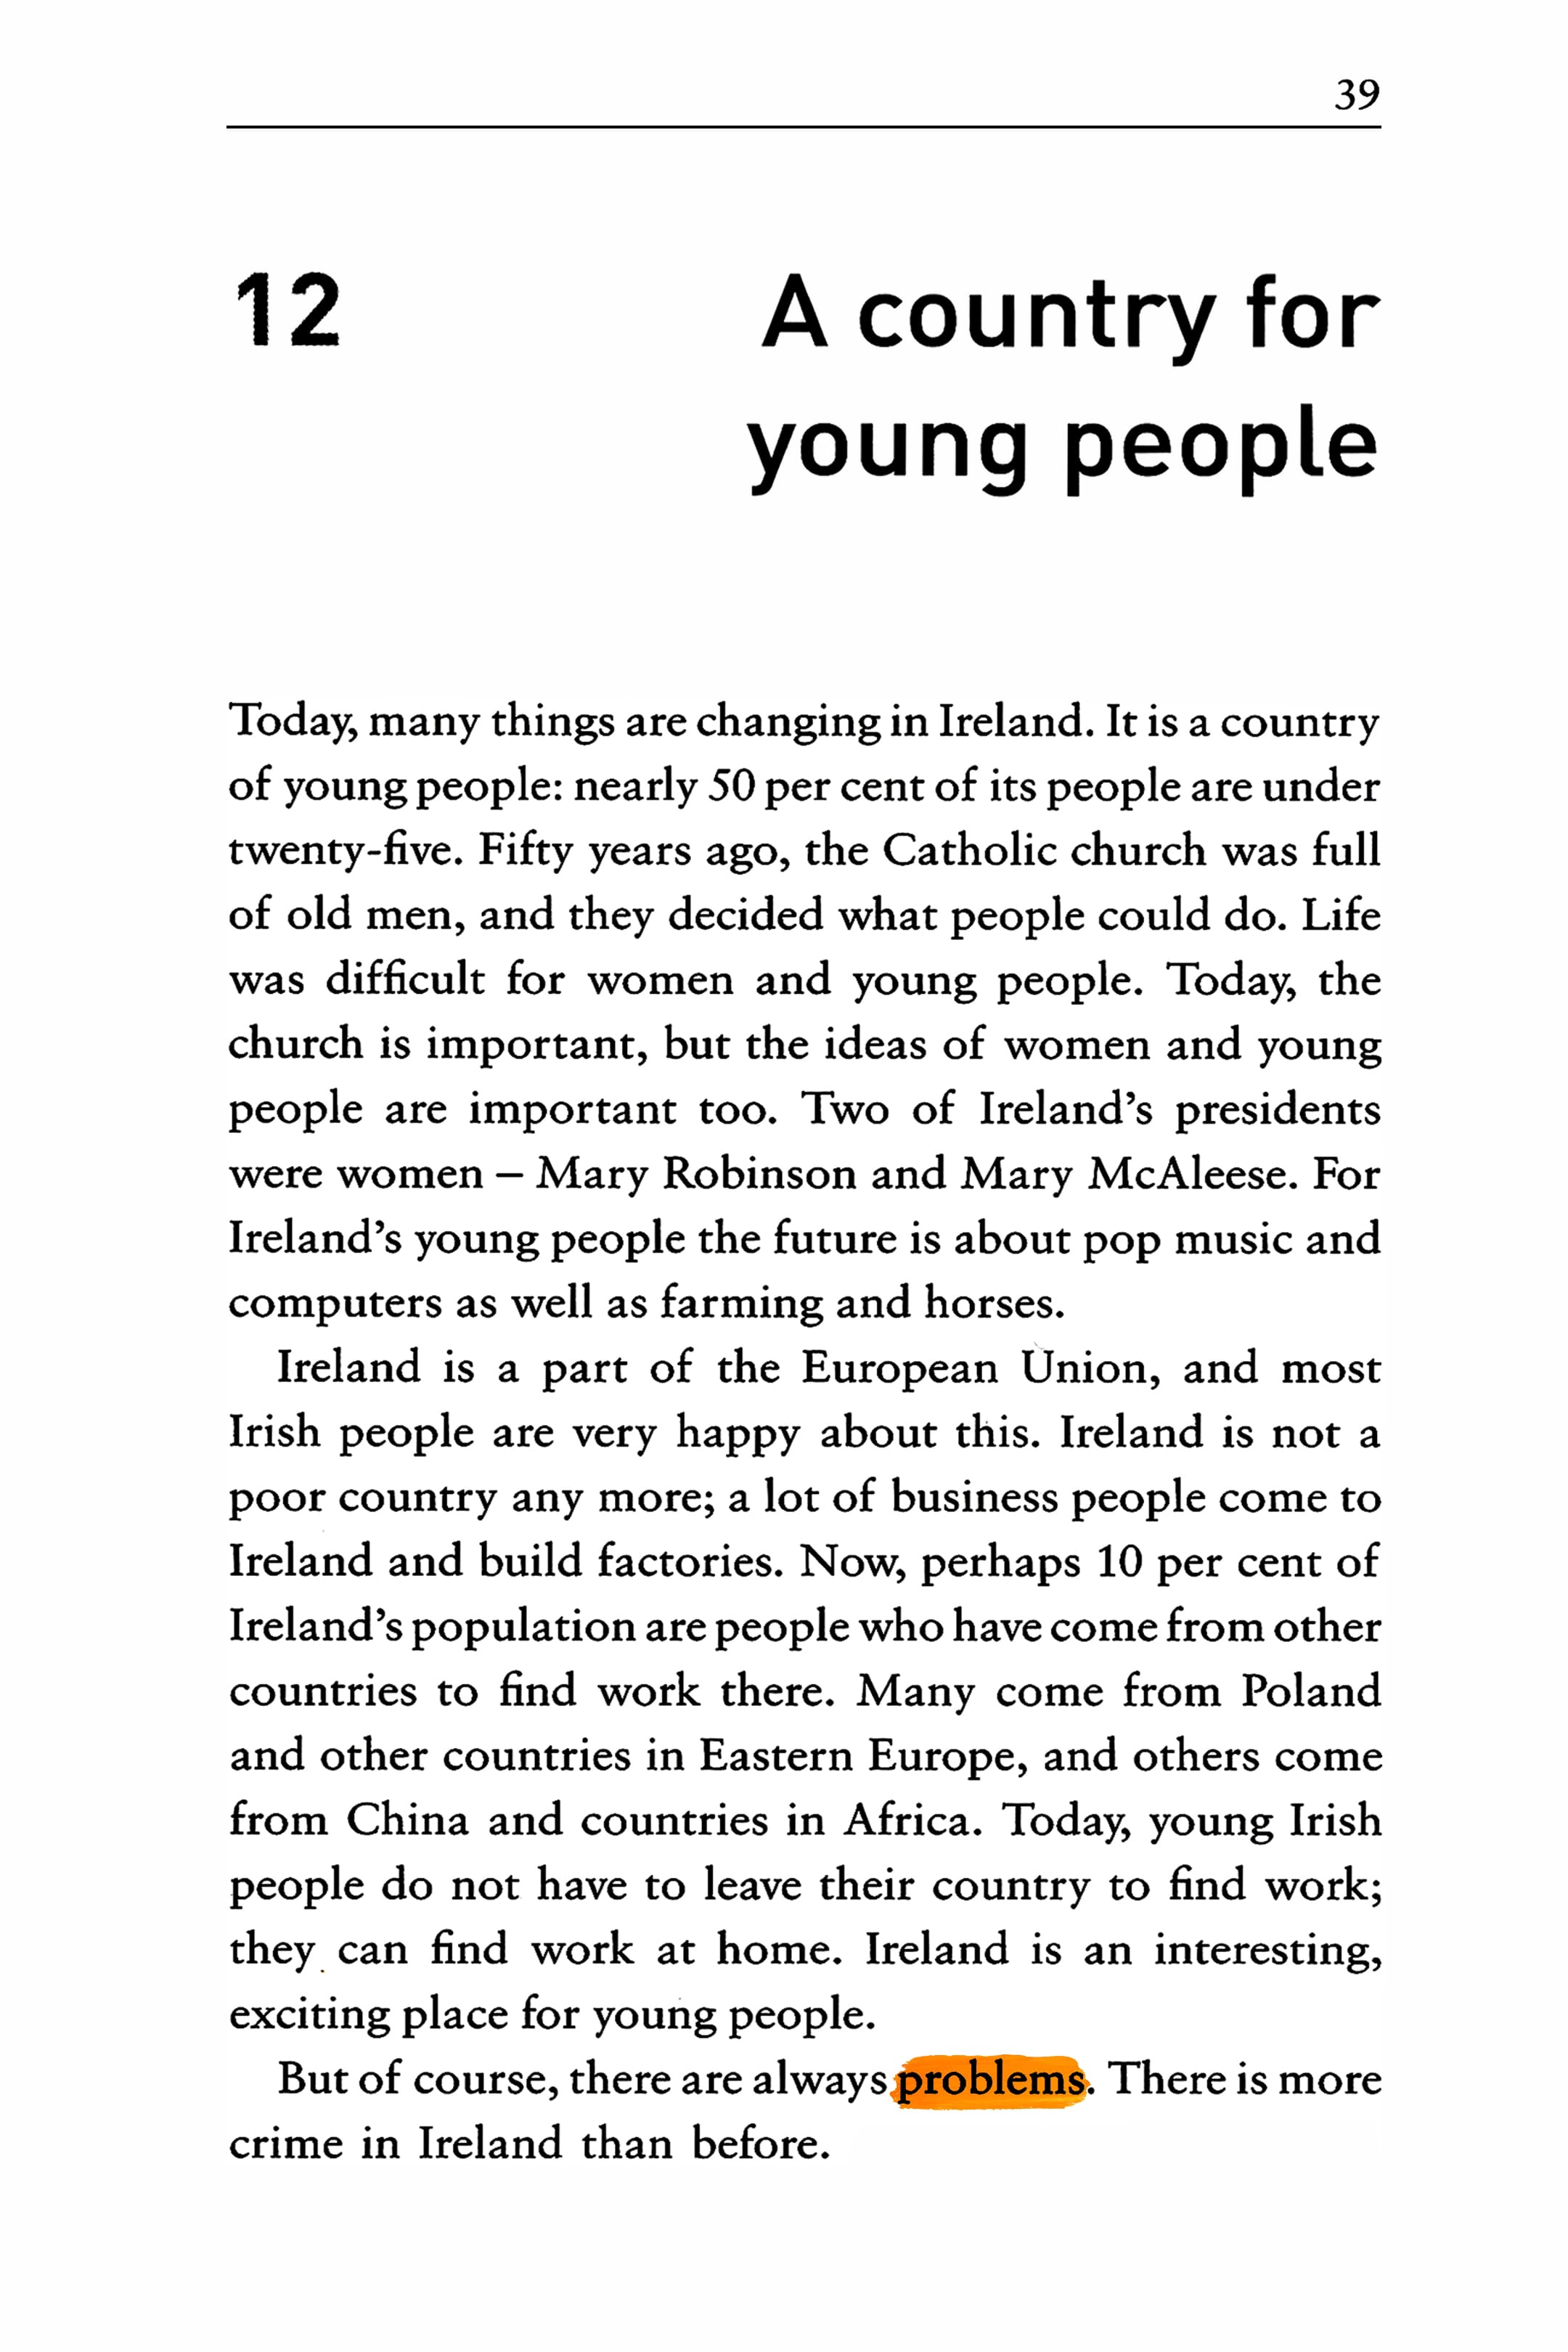 39
12
A country for
young people
Today, many things are changing in Ireland. It is a country
of young people: nearly 50 per cent of its people are under
twenty-five. Fifty years ago, the Catholic church was full
of old men, and they decided what people could do. Life
was difficult for women and young people. Today, the
church is important, but the ideas of women and young
people are important too. Two of Ireland's presidents
were women – Mary Robinson and Mary McAleese. For
Ireland's young people the future is about pop music and
computers as well as farming and horses.
Ireland is a part of the European Union, and most
Irish people are very happy about this. Ireland is not a
poor country any more; a lot of business people come to
Ireland and build factories. Now, perhaps 10 per cent of
Ireland's population are people who have come from other
countries to find work there. Many come from Poland
and other countries in Eastern Europe, and others come
from China and countries in Africa. Today, young Irish
people do not have to leave their country to find work;
they can find work at home. Ireland is an interesting,
exciting place for young people.
But of course, there are always problems. There is more
crime in Ireland than before.